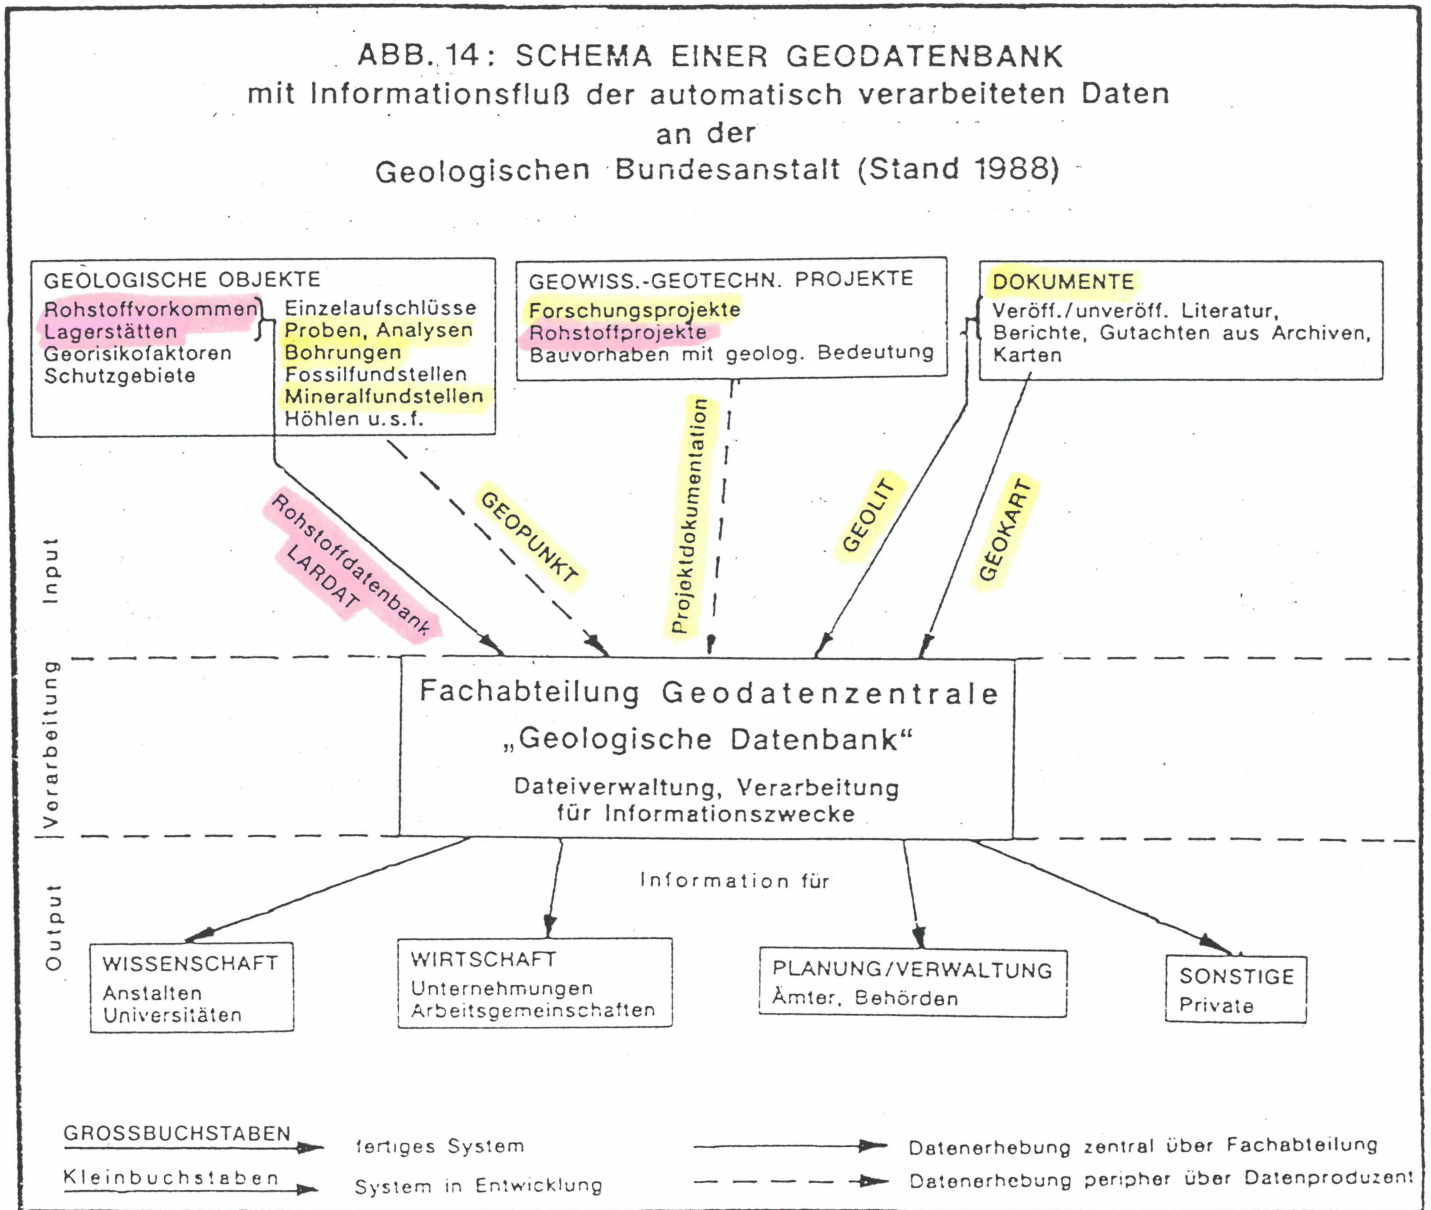 ABB. 14: SCHEMA EINER GEODATENBANK
mit Informationsfluß der automatisch verarbeiteten Daten
an der
Geologischen Bundesanstalt (Stand 1988)
GEOLOGISCHE OBJEKTE
Rohstoffvorkommen
Lagerstätten
Georisikofaktoren
Schutzgebiete
Einzelaufschlüsse
Proben, Analysen
Bohrungen
Fossilfundstellen
Mineralfundstellen
Höhlen u.s.f.
GEOWISS.-GEOTECHN. PROJEKTE
Forschungsprojekte
Rohstoffprojekte
Bauvorhaben mit geolog. Bedeutung
DOKUMENTE
Veröff./unveröff. Literatur,
Berichte, Gutachten aus Archiven,
Karten
Input
Rohstoffdatenbank
LARDAT
GEOPUNKT
Projektdokumentation
GEOLIT
GEOKART
Verarbeitung
Fachabteilung Geodatenzentrale
„Geologische Datenbank“
Dateiverwaltung, Verarbeitung
für Informationszwecke
Output
Information für
WISSENSCHAFT
Anstalten
Universitäten
WIRTSCHAFT
Unternehmungen
Arbeitsgemeinschaften
PLANUNG/VERWALTUNG
Ämter, Behörden
SONSTIGE
Private
GROSSBUCHSTABEN fertiges System
Kleinbuchstaben System in Entwicklung
Datenerhebung zentral über Fachabteilung
Datenerhebung peripher über Datenproduzent